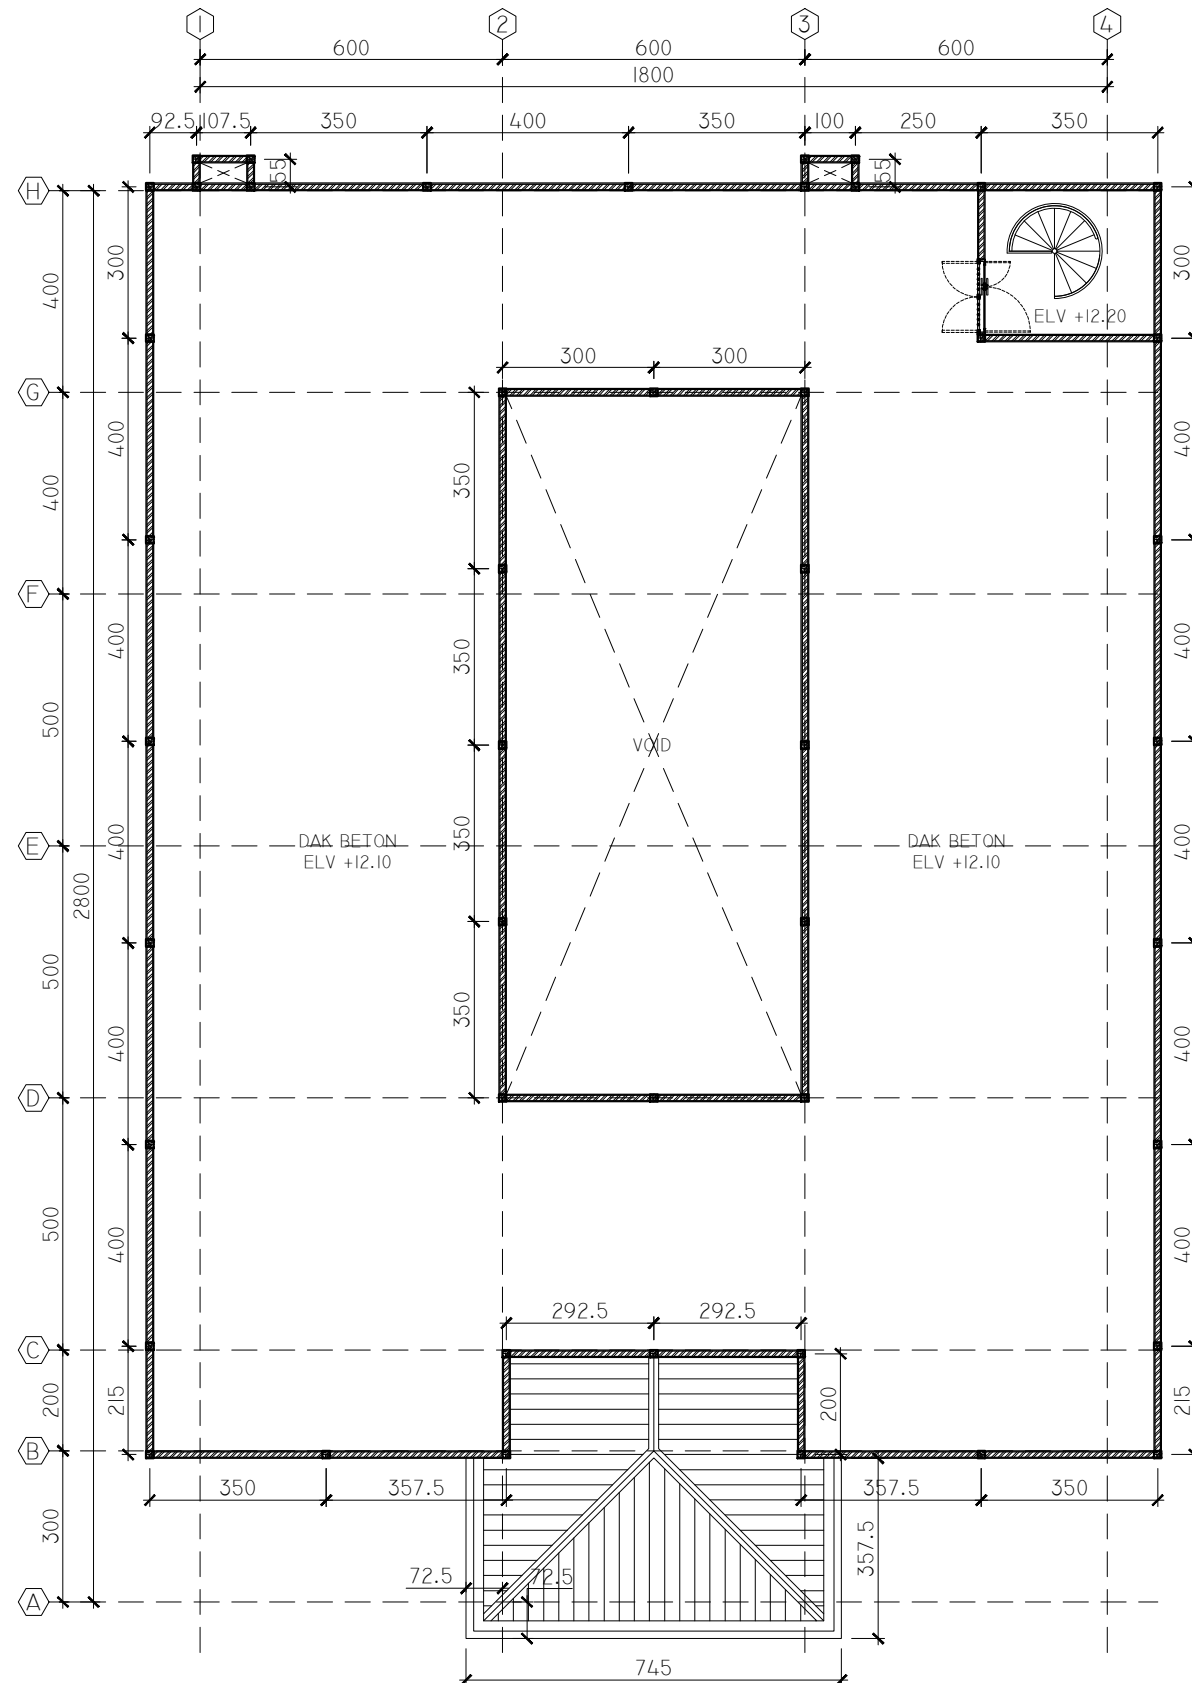 1 2 3 4
600 600 600
1800
92.5 107.5 350 400 350 100 250 350
55 55
H
300 300
400
ELV +12.20
300 300
G
400 400
400
350
F
400 400
350
500
VOID
E
400 DAK BETON 350 DAK BETON 400
ELV +12.10 ELV +12.10
2800
500
350
400 400
D
500
400 400
292.5 292.5
C
200 215 200 215
B
350 357.5 357.5 350
300
357.5
72.5 72.5
A
745